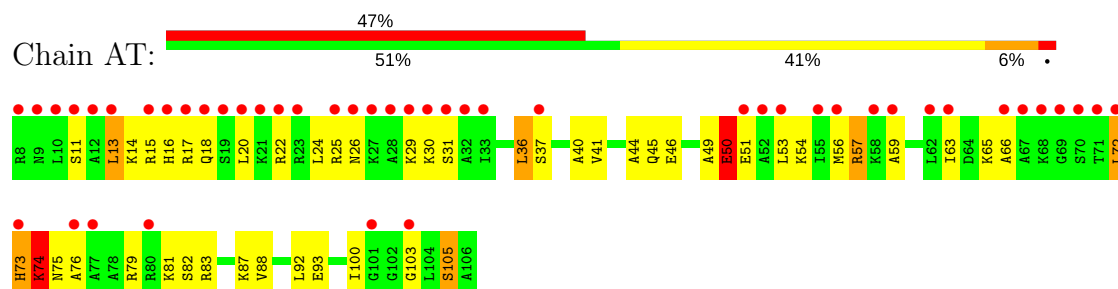 47%
Chain AT:
51% 41% 6% •
R8 N9 L10 S11 A12 L13 K14 R15 H16 R17 Q18 S19 L20 K21 R22 R23 L24 R25 N26 K27 A28 K29 K30 S31 A32 I33 L36 S37 A40 V41 A44 Q45 E46 A49 E50 E51 A52 L53 K54 I55 M56 R57 K58 A59 L62 I63 D64 K65 A66 A67 K68 G69 S70 T71 L72
H73 K74 N75 A76 A77 A78 R79 R80 K81 S82 R83 K87 V88 L92 E93 I100 G101 G102 G103 L104 S105 A106